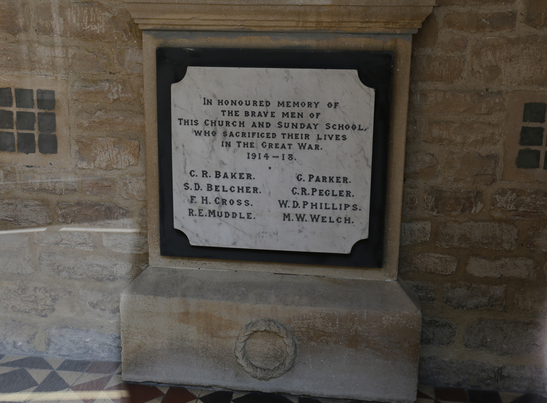 IN HONOURED MEMORY OF
THE BRAVE MEN OF
THIS CHURCH AND SUNDAY SCHOOL,
WHO SACRIFICED THEIR LIVES
IN THE GREAT WAR.
1914-18.
C. R. BAKER.
S. D. BELCHER.
F. H. CROSS.
R. E. MUDDLE.
G. PARKER.
C. R. PEGLER.
W. D. PHILLIPS.
M. W. WELCH.